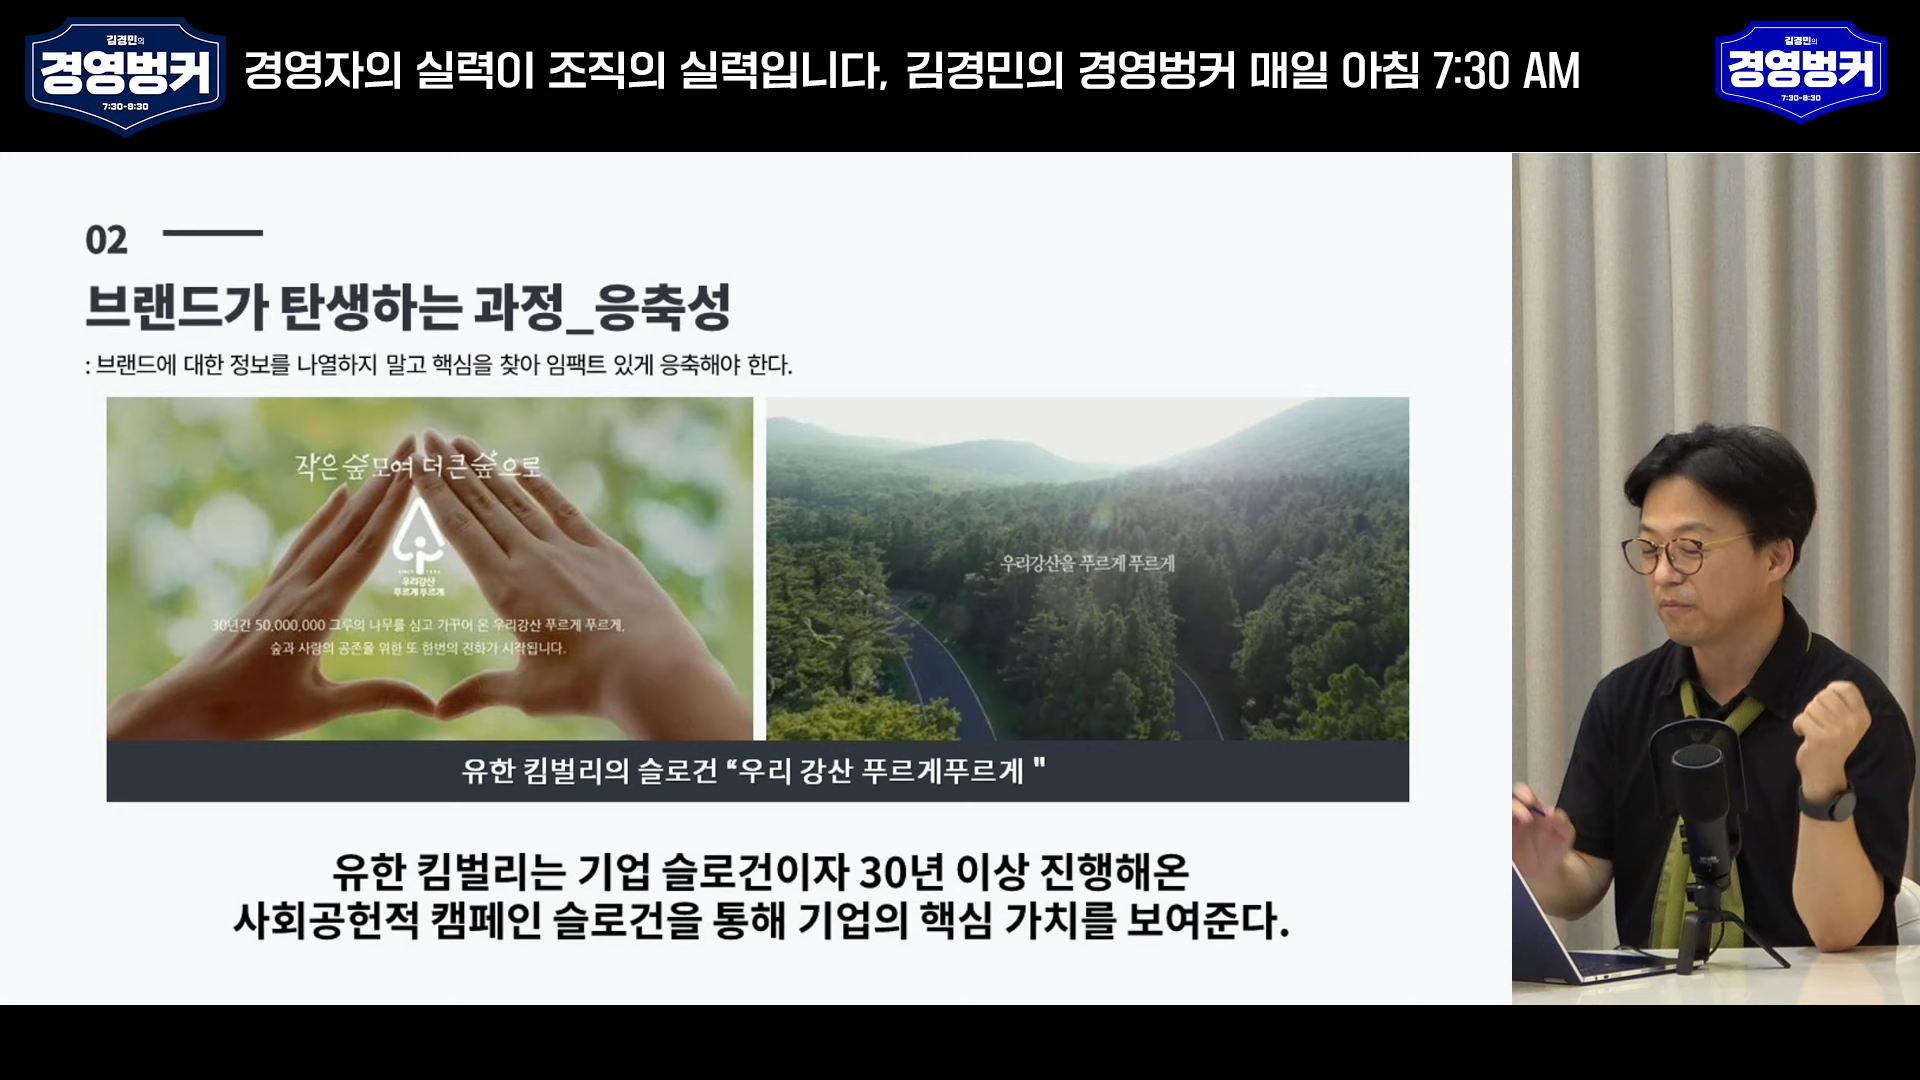 김경민의
경영벙커
7:30-8:30
경영자의 실력이 조직의 실력입니다, 김경민의 경영벙커 매일 아침 7:30 AM
김경민의
경영벙커
7:30-8:30
02
브랜드가 탄생하는 과정_응축성
: 브랜드에 대한 정보를 나열하지 말고 핵심을 찾아 임팩트 있게 응축해야 한다.
작은 숲 모여 더 큰 숲으로
우리강산
푸르게 푸르게
30년간 50,000,000 그루의 나무를 심고 가꾸어 온 우리강산 푸르게 푸르게,
숲과 사람의 공존을 위한 또 한번의 진화가 시작됩니다.
우리강산을 푸르게 푸르게
유한 킴벌리의 슬로건 “우리 강산 푸르게푸르게 "
유한 킴벌리는 기업 슬로건이자 30년 이상 진행해온
사회공헌적 캠페인 슬로건을 통해 기업의 핵심 가치를 보여준다.